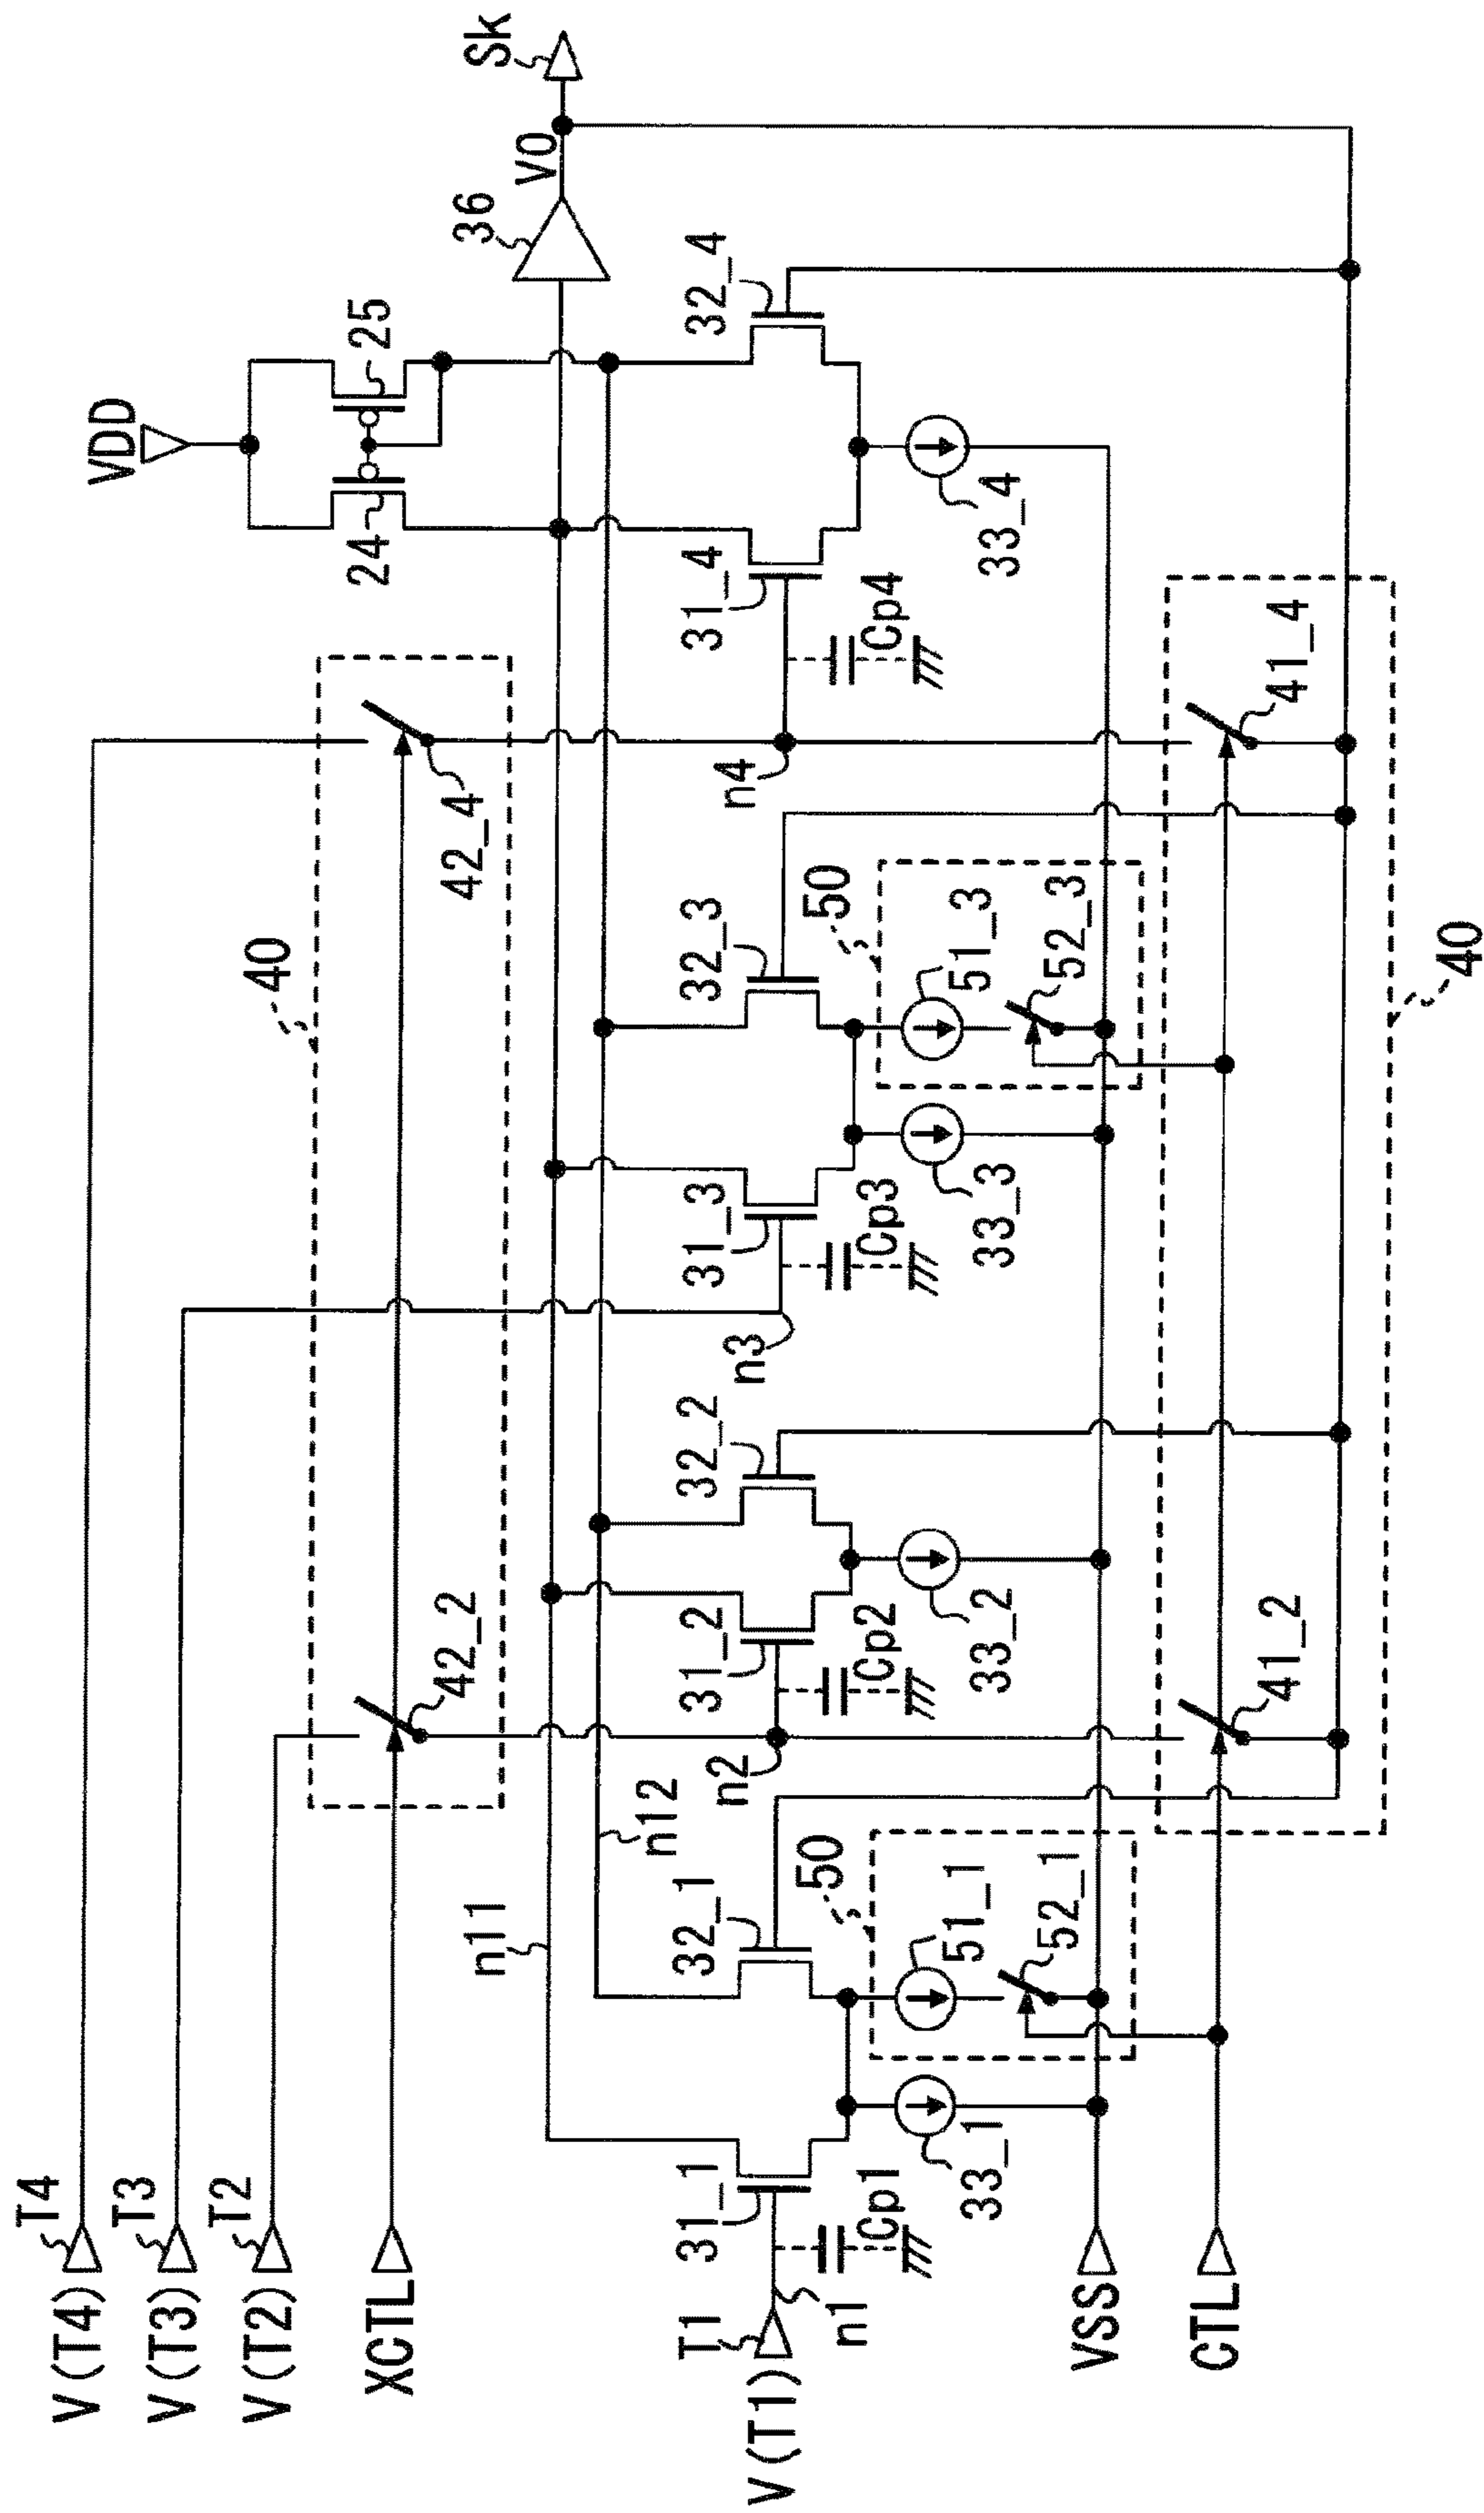 V(T4)
T4
V(T3)
T3
V(T2)
T2
XCTL
VDD
24
25
40
42_2
42_4
36
VO
Sk
n11
n12
T1
V(T1)
n1
31_1
32_1
Cp1
33_1
50
51_1
52_1
n2
31_2
32_2
Cp2
33_2
n3
31_3
32_3
Cp3
33_3
50
51_3
52_3
n4
31_4
32_4
Cp4
33_4
VSS
CTL
41_2
41_4
40